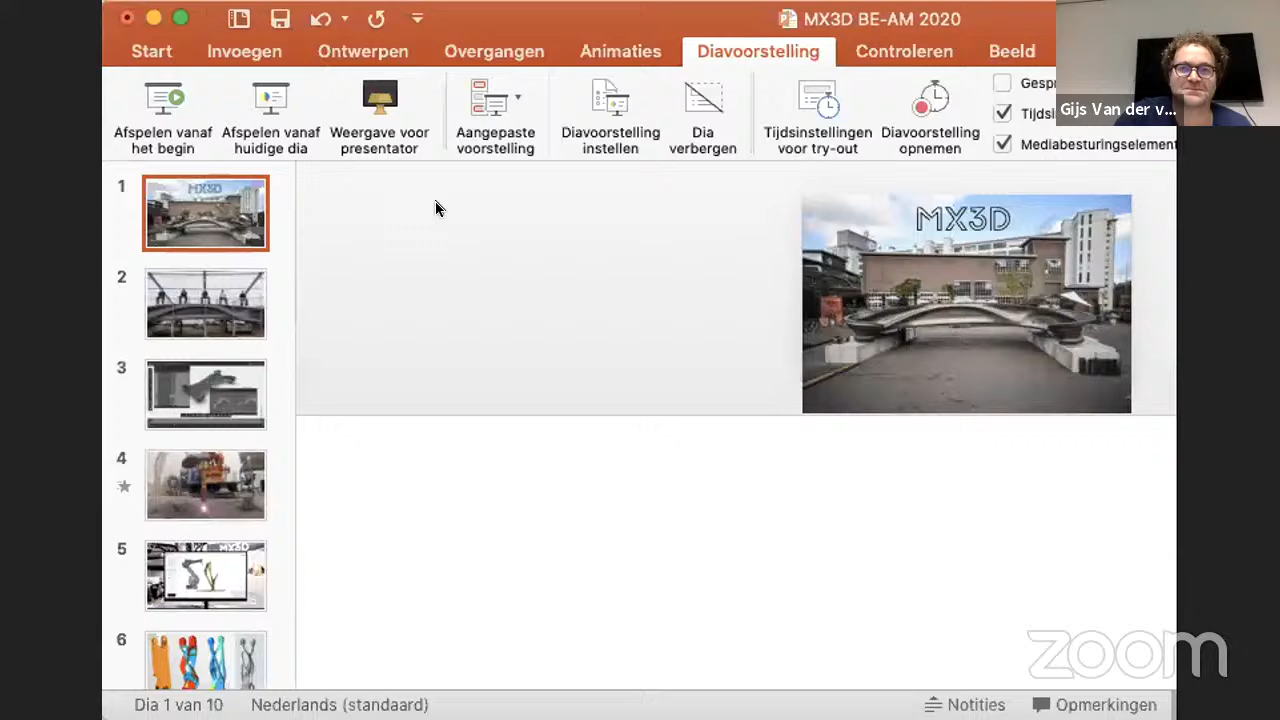 MX3D BE-AM 2020
Start Invoegen Ontwerpen Overgangen Animaties Diavoorstelling Controleren Beeld
Afspelen vanaf
het begin
Afspelen vanaf
huidige dia
Weergave voor
presentator
Aangepaste
voorstelling
Diavoorstelling
instellen
Dia
verbergen
Tijdsinstellingen
voor try-out
Diavoorstelling
opnemen
Gesp
Tijdsi
Mediabesturingselement
Gijs Van der v...
1
MX3D
2
3
4
5
MX3D
6
MX3D
zoom
Dia 1 van 10 Nederlands (standaard) Notities Opmerkingen